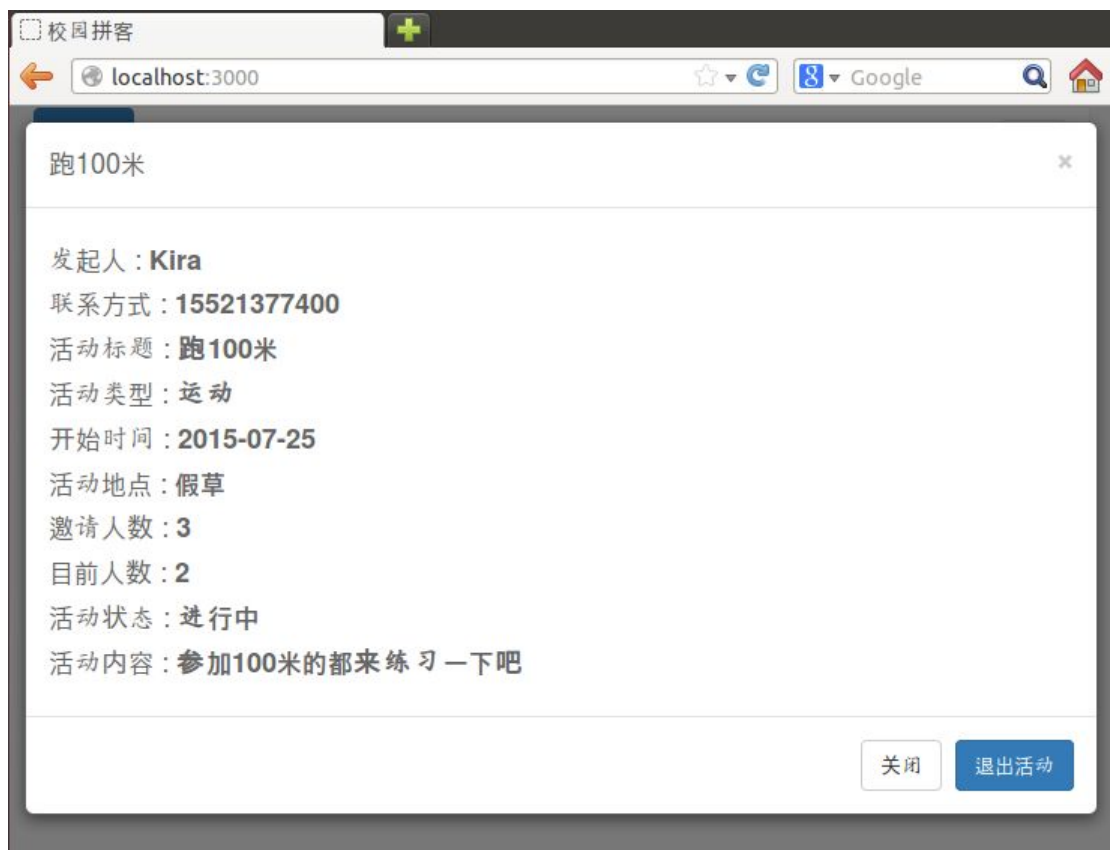 校园拼客
localhost:3000
8 Google
跑100米 ×
发起人 : Kira
联系方式 : 15521377400
活动标题 : 跑100米
活动类型 : 运动
开始时间 : 2015-07-25
活动地点 : 假草
邀请人数 : 3
目前人数 : 2
活动状态 : 进行中
活动内容 : 参加100米的都来练习一下吧
关闭 退出活动